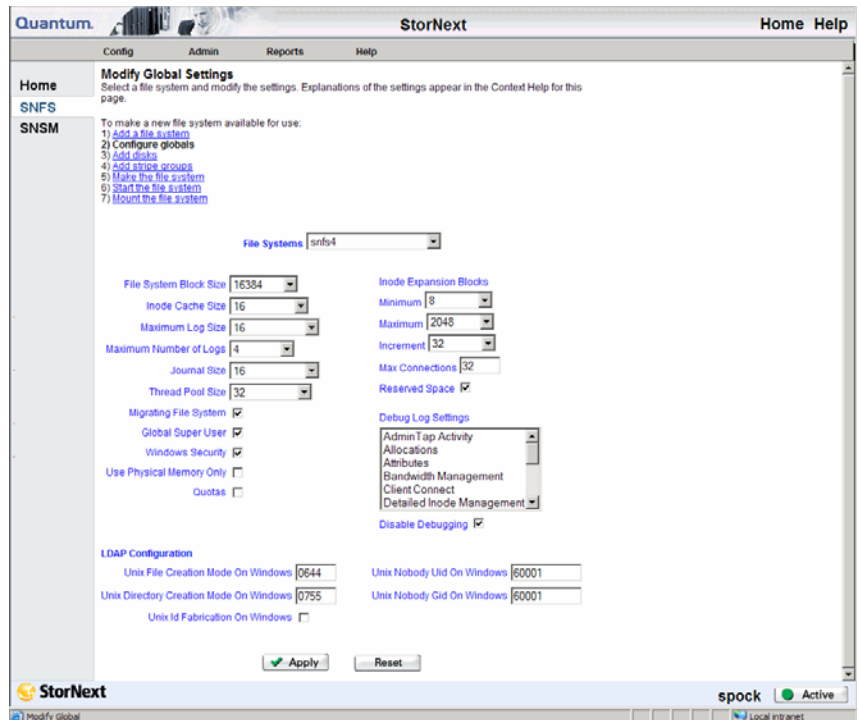 Quantum. StorNext Home Help
Config Admin Reports Help
Home
SNFS
SNSM
Modify Global Settings
Select a file system and modify the settings. Explanations of the settings appear in the Context Help for this
page.
To make a new file system available for use:
1) Add a file system
2) Configure globals
3) Add disks
4) Add stripe groups
5) Make the file system
6) Start the file system
7) Mount the file system
File Systems snfs4
File System Block Size 16384
Inode Cache Size 16
Maximum Log Size 16
Maximum Number of Logs 4
Journal Size 16
Thread Pool Size 32
Migrating File System
Global Super User
Windows Security
Use Physical Memory Only
Quotas
Inode Expansion Blocks
Minimum 8
Maximum 2048
Increment 32
Max Connections 32
Reserved Space
Debug Log Settings
AdminTap Activity
Allocations
Attributes
Bandwidth Management
Client Connect
Detailed Inode Management
Disable Debugging
LDAP Configuration
Unix File Creation Mode On Windows 0644
Unix Directory Creation Mode On Windows 0755
Unix Id Fabrication On Windows
Unix Nobody Uid On Windows 60001
Unix Nobody Gid On Windows 60001
Apply Reset
StorNext spock Active
Modify Global Local intranet